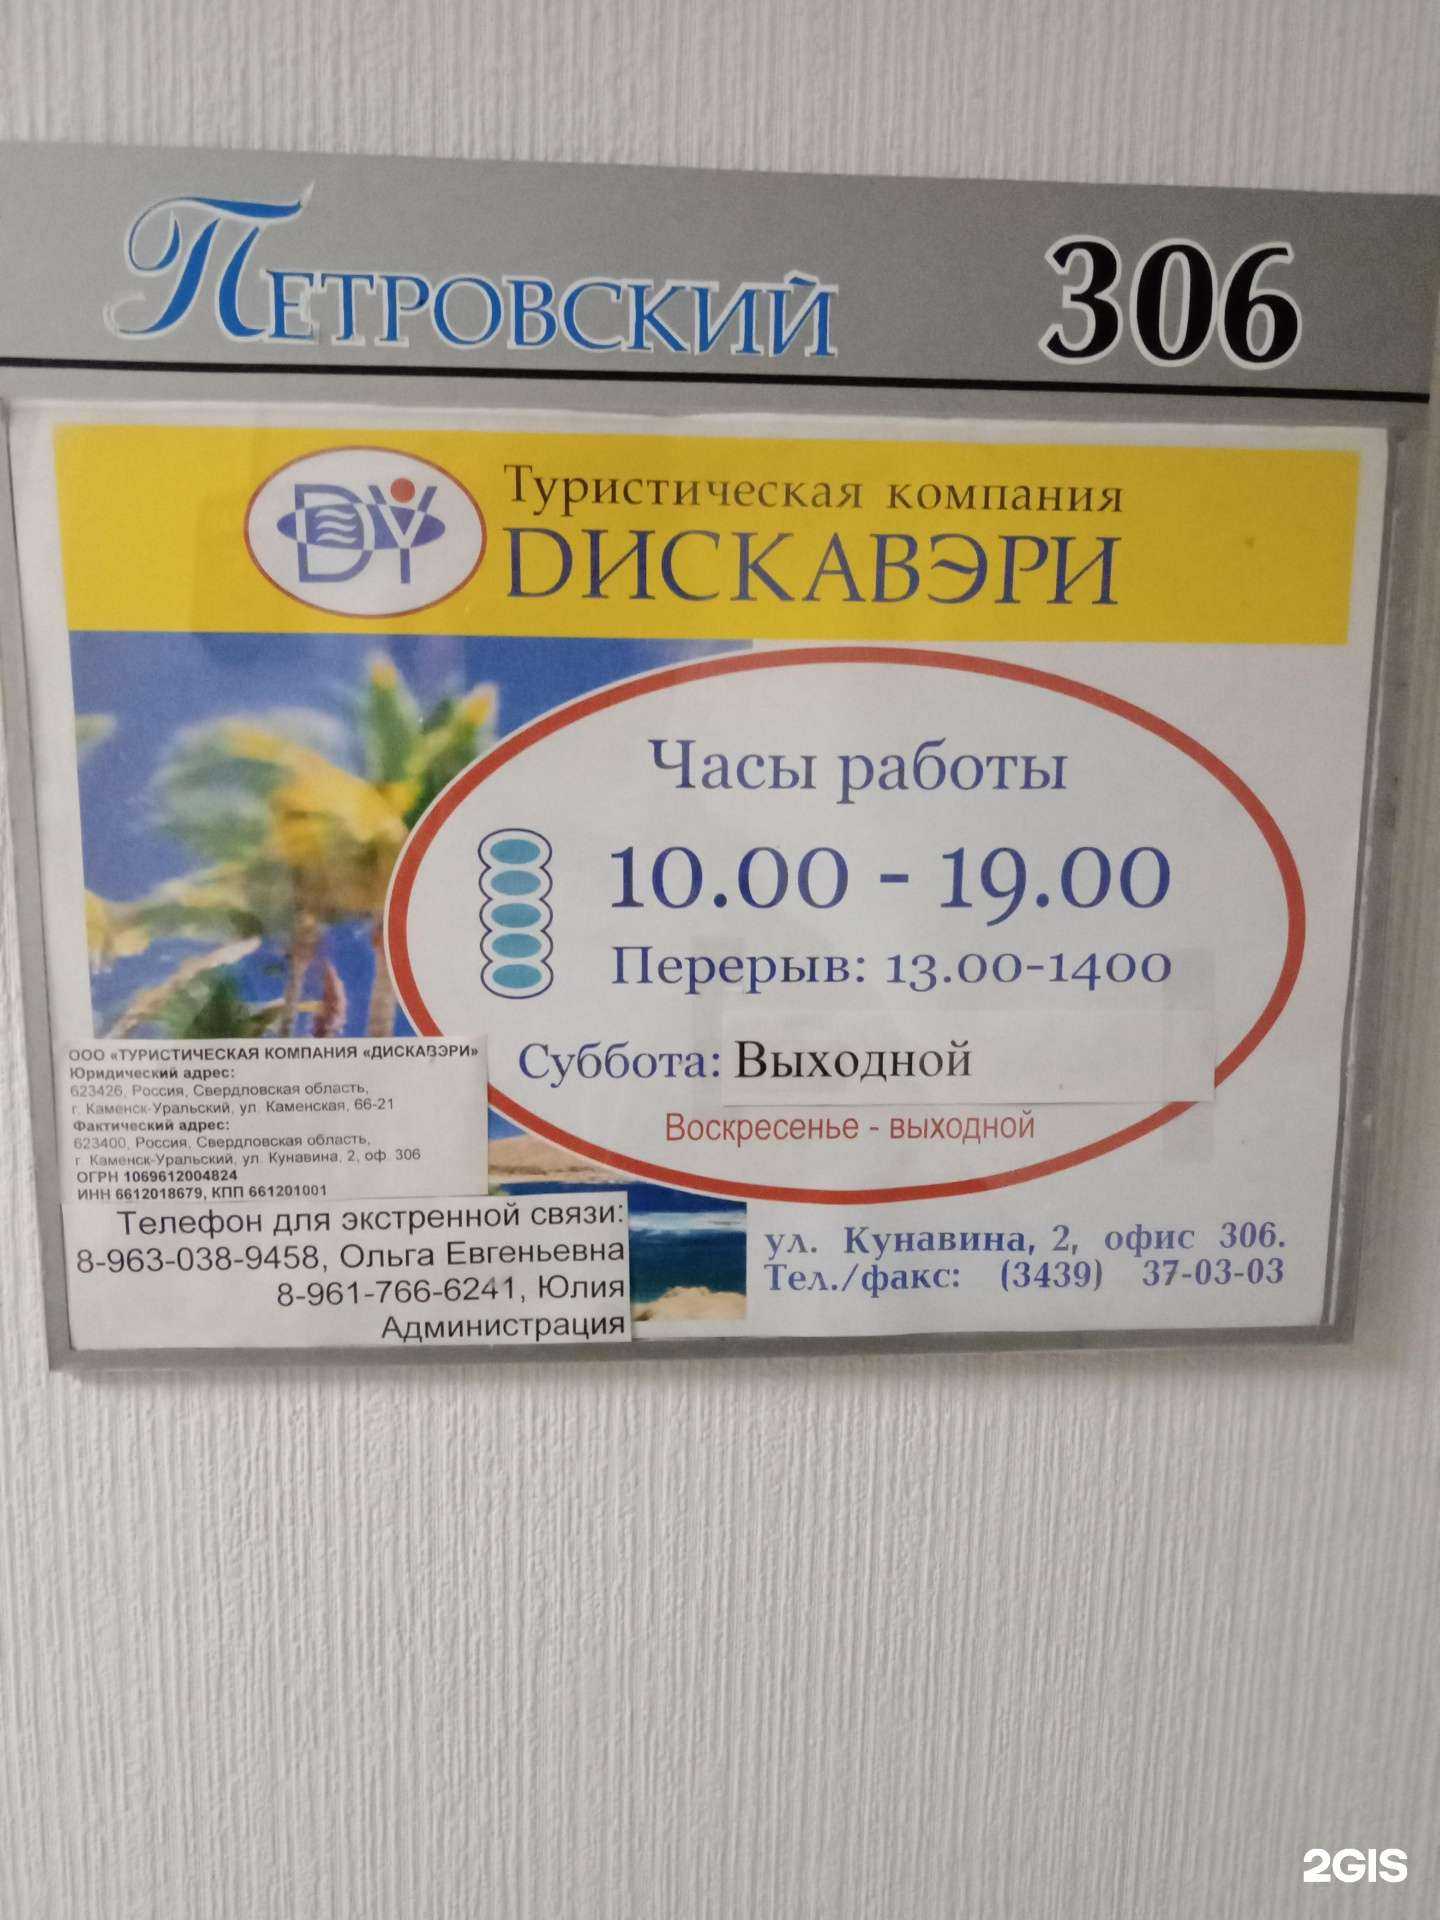 Петровский 306
DY
Туристическая компания
DИСКАВЭРИ
Часы работы
10.00 - 19.00
Перерыв: 13.00-1400
Суббота: Выходной
Воскресенье - выходной
ООО «ТУРИСТИЧЕСКАЯ КОМПАНИЯ «ДИСКАВЭРИ»
Юридический адрес:
623426, Россия, Свердловская область,
г. Каменск-Уральский, ул. Каменская, 66-21
Фактический адрес:
623400, Россия, Свердловская область,
г. Каменск-Уральский, ул. Кунавина, 2, оф. 306
ОГРН 1069612004824
ИНН 6612018679, КПП 661201001
Телефон для экстренной связи:
8-963-038-9458, Ольга Евгеньевна
8-961-766-6241, Юлия
Администрация
ул. Кунавина, 2, офис 306.
Тел./факс: (3439) 37-03-03
2GIS